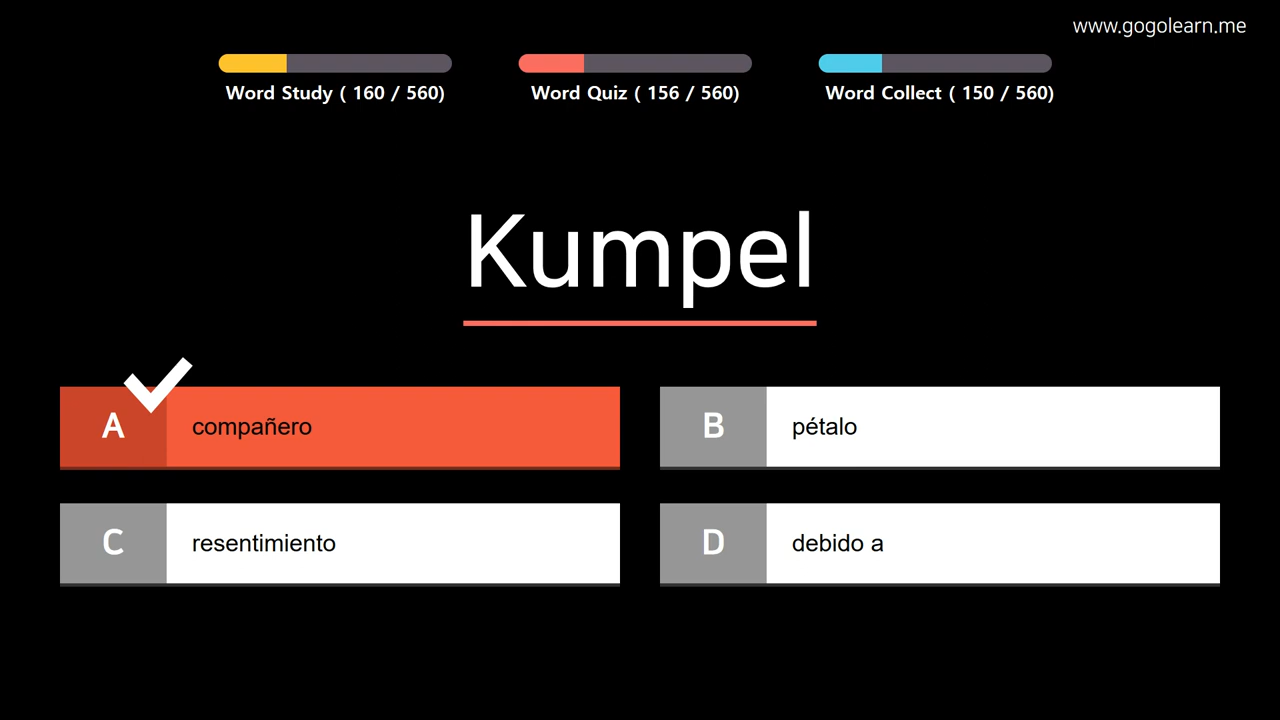 www.gogolearn.me
Word Study ( 160 / 560)
Word Quiz ( 156 / 560)
Word Collect ( 150 / 560)
Kumpel
A compañero
B pétalo
C resentimiento
D debido a